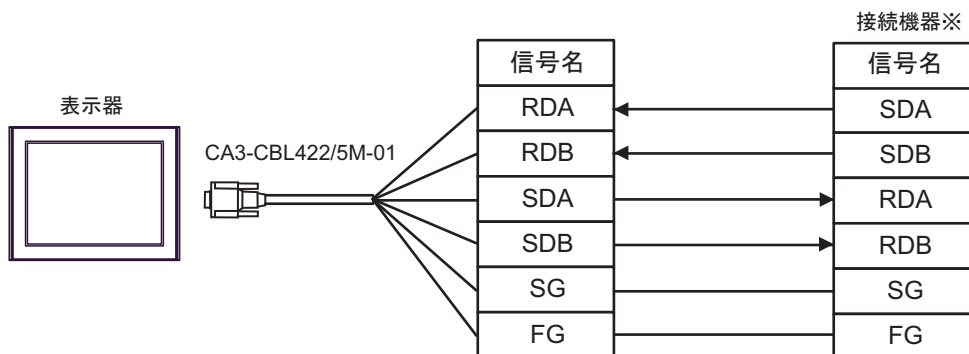 接続機器※
信号名 信号名
表示器
RDA SDA
CA3-CBL422/5M-01
RDB SDB
SDA RDA
SDB RDB
SG SG
FG FG